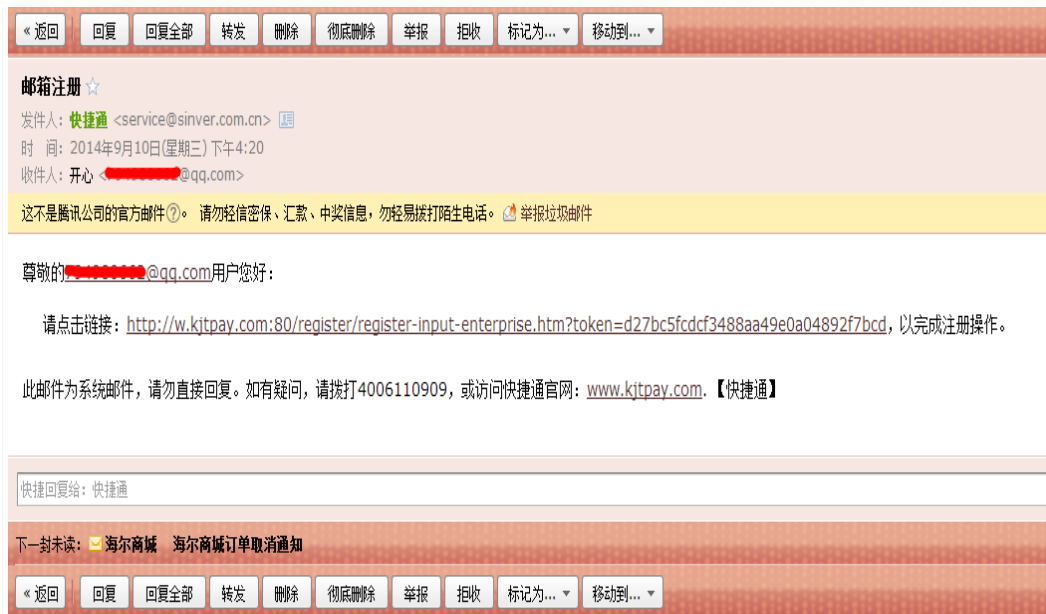 « 返回 回复 回复全部 转发 删除 彻底删除 举报 拒收 标记为... 移动到...
邮箱注册
发件人：快捷通 <service@sinver.com.cn>
时 间：2014年9月10日(星期三) 下午4:20
收件人：开心 < @qq.com>
这不是腾讯公司的官方邮件?。 请勿轻信密保、汇款、中奖信息，勿轻易拨打陌生电话。 举报垃圾邮件
尊敬的 @qq.com用户您好：
请点击链接：http://w.kjtpay.com:80/register/register-input-enterprise.htm?token=d27bc5fcdcf3488aa49e0a04892f7bcd，以完成注册操作。
此邮件为系统邮件，请勿直接回复。如有疑问，请拨打4006110909，或访问快捷通官网：www.kjtpay.com.【快捷通】
快捷回复给：快捷通
下一封未读： 海尔商城 海尔商城订单取消通知
« 返回 回复 回复全部 转发 删除 彻底删除 举报 拒收 标记为... 移动到...